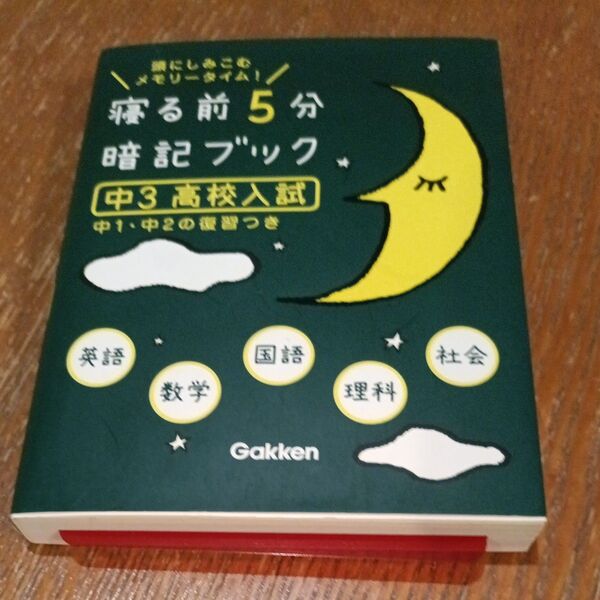 頭にしみこむ
メモリータイム!
寝る前5分
暗記ブック
中3 高校入試
中1・中2の復習つき
英語
数学
国語
理科
社会
Gakken